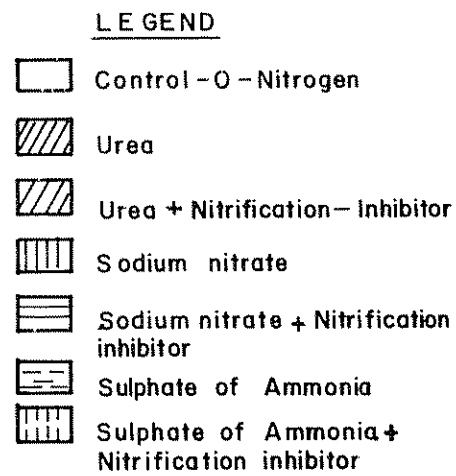 LEGEND
Control-O-Nitrogen
Urea
Urea + Nitrification-Inhibitor
Sodium nitrate
Sodium nitrate + Nitrification
inhibitor
Sulphate of Ammonia
Sulphate of Ammonia+
Nitrification inhibitor